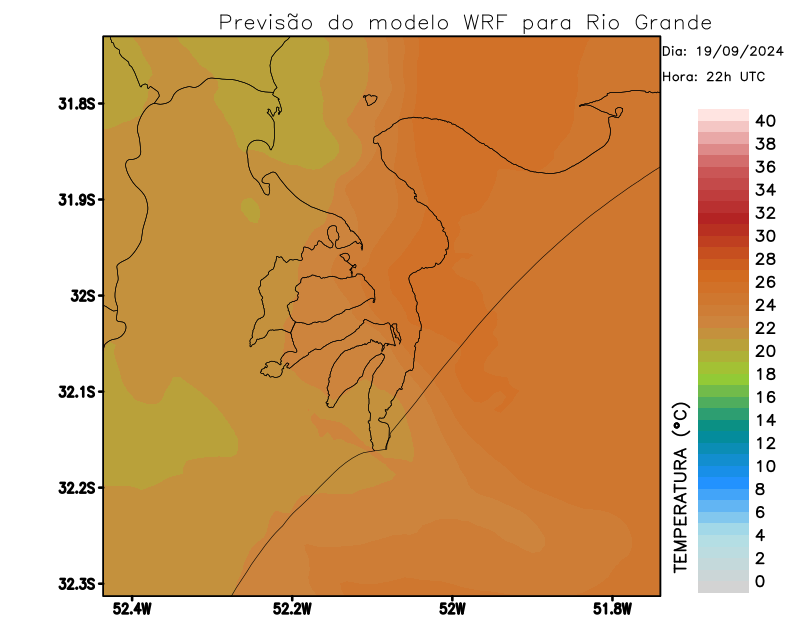 Previsão do modelo WRF para Rio Grande
Dia: 19/09/2024
Hora: 22h UTC
31.8S
31.9S
32S
32.1S
32.2S
32.3S
52.4W
52.2W
52W
51.8W
40
38
36
34
32
30
28
26
24
22
20
18
16
14
12
10
8
6
4
2
0
TEMPERATURA (°C)